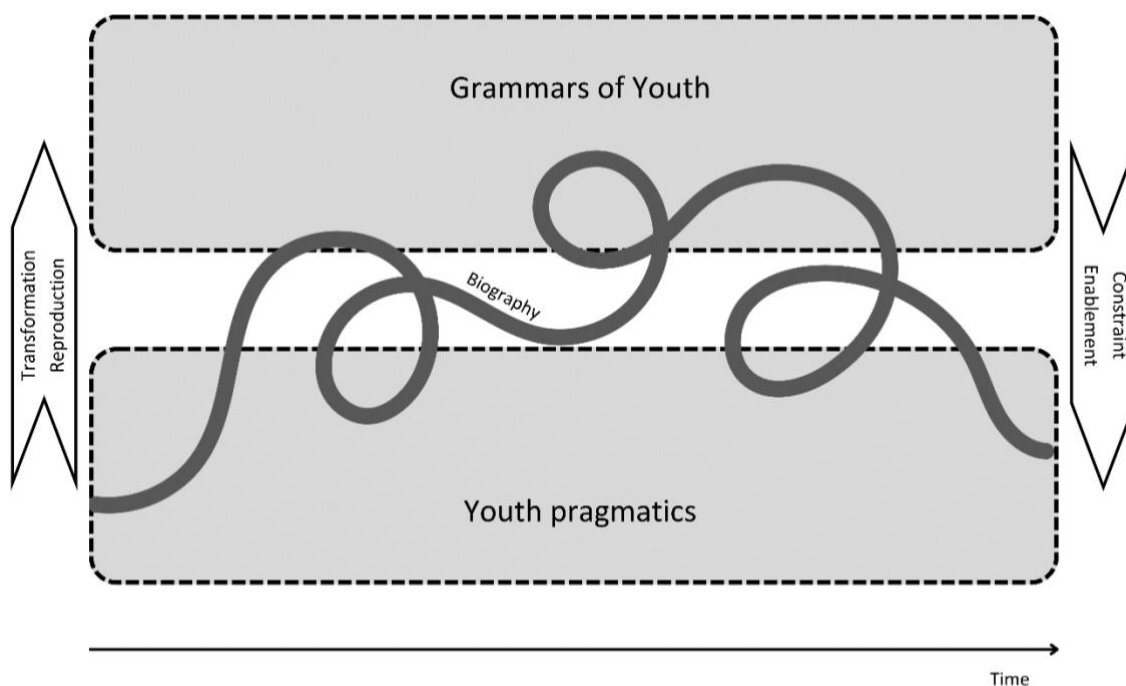 Grammars of Youth
Transformation
Reproduction
Biography
Constraint
Enablement
Youth pragmatics
Time